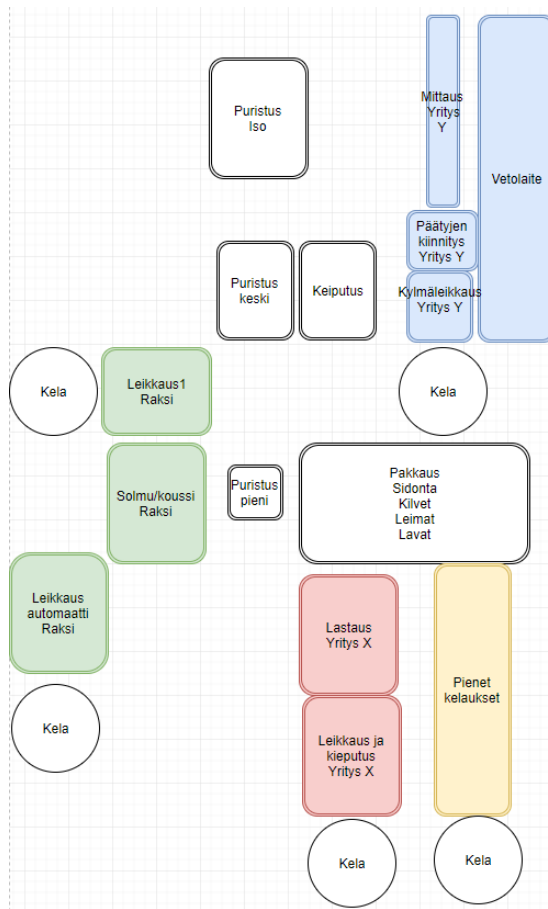 Puristus
Iso
Mittaus
Yritys
Y
Vetolaite
Päätyjen
kiinnitys
Yritys Y
Puristus
keski
Keiputus
Kylmäleikkaus
Yritys Y
Kela
Leikkaus1
Raksi
Kela
Solmu/koussi
Raksi
Puristus
pieni
Pakkaus
Sidonta
Kilvet
Leimat
Lavat
Leikkaus
automaatti
Raksi
Lastaus
Yritys X
Pienet
kelaukset
Kela
Leikkaus ja
kieputus
Yritys X
Kela
Kela